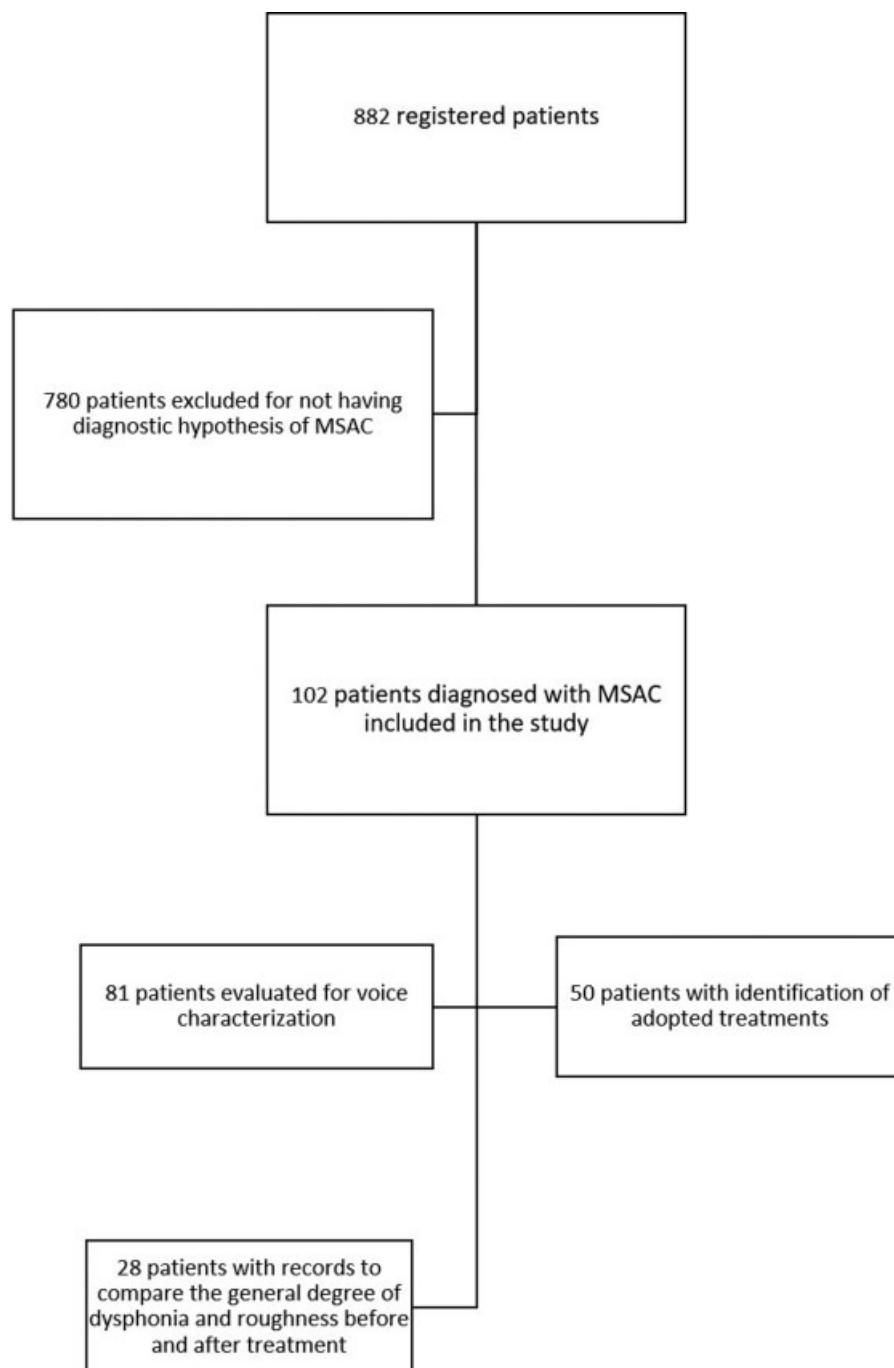 882 registered patients
780 patients excluded for not having
diagnostic hypothesis of MSAC
102 patients diagnosed with MSAC
included in the study
81 patients evaluated for voice
characterization
50 patients with identification of
adopted treatments
28 patients with records to
compare the general degree of
dysphonia and roughness before
and after treatment